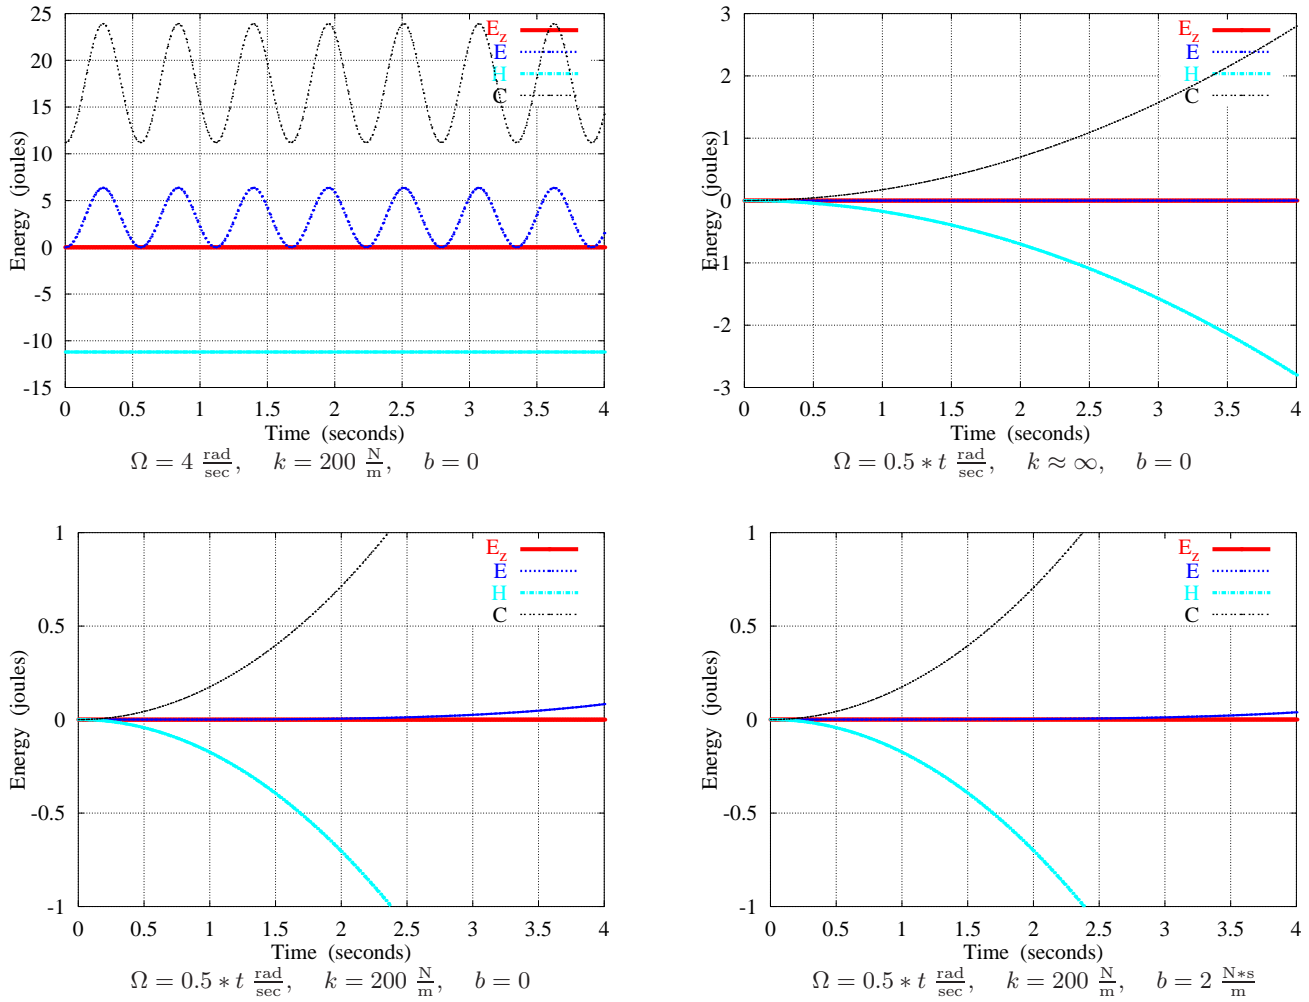 25
20
15
10
5
0
-5
-10
-15
Energy (joules)
E_z
E
H
C
0 0.5 1 1.5 2 2.5 3 3.5 4
Time (seconds)
Ω = 4 rad/sec, k = 200 N/m, b = 0
3
2
1
0
-1
-2
-3
Energy (joules)
E_z
E
H
C
0 0.5 1 1.5 2 2.5 3 3.5 4
Time (seconds)
Ω = 0.5 * t rad/sec, k ≈ ∞, b = 0
1
0.5
0
-0.5
-1
Energy (joules)
E_z
E
H
C
0 0.5 1 1.5 2 2.5 3 3.5 4
Time (seconds)
Ω = 0.5 * t rad/sec, k = 200 N/m, b = 0
1
0.5
0
-0.5
-1
Energy (joules)
E_z
E
H
C
0 0.5 1 1.5 2 2.5 3 3.5 4
Time (seconds)
Ω = 0.5 * t rad/sec, k = 200 N/m, b = 2 N*s/m